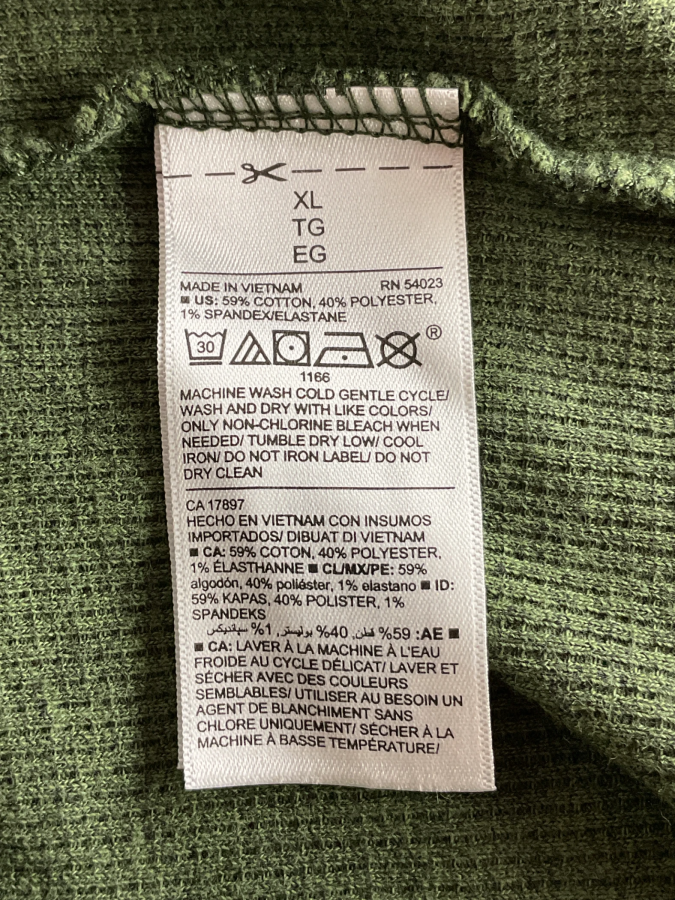 XL
TG
EG
MADE IN VIETNAM RN 54023
■ US: 59% COTTON, 40% POLYESTER,
1% SPANDEX/ELASTANE
30
®
1166
MACHINE WASH COLD GENTLE CYCLE/
WASH AND DRY WITH LIKE COLORS/
ONLY NON-CHLORINE BLEACH WHEN
NEEDED/ TUMBLE DRY LOW/ COOL
IRON/ DO NOT IRON LABEL/ DO NOT
DRY CLEAN
CA 17897
HECHO EN VIETNAM CON INSUMOS
IMPORTADOS/ DIBUAT DI VIETNAM
■ CA: 59% COTON, 40% POLYESTER,
1% ÉLASTHANNE ■ CL/MX/PE: 59%
algodón, 40% poliéster, 1% elastano ■ ID:
59% KAPAS, 40% POLISTER, 1%
SPANDEKS
■ AE: 59% قطن, 40% بوليستر, 1% سباندیکس
■ CA: LAVER À LA MACHINE À L'EAU
FROIDE AU CYCLE DÉLICAT/ LAVER ET
SÉCHER AVEC DES COULEURS
SEMBLABLES/ UTILISER AU BESOIN UN
AGENT DE BLANCHIMENT SANS
CHLORE UNIQUEMENT/ SÉCHER À LA
MACHINE À BASSE TEMPÉRATURE/